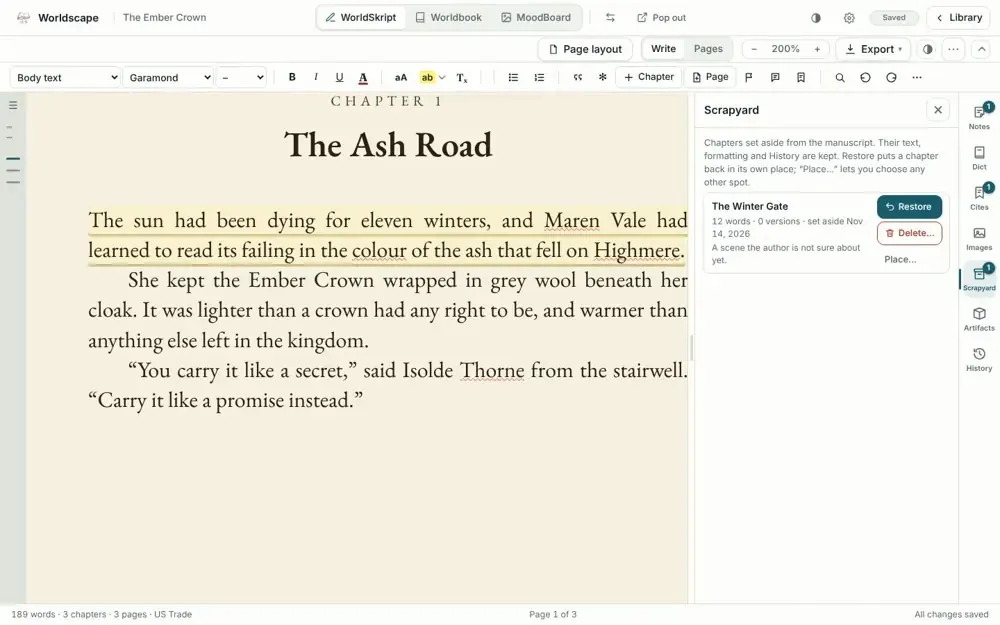 Worldscape
The Ember Crown
WorldSkript
Worldbook
MoodBoard
Pop out
Saved
Library
Page layout
Write
Pages
− 200% +
Export
Body text
Garamond
–
B I U A
aA
ab
Tx
+ Chapter
Page
CHAPTER 1
The Ash Road
The sun had been dying for eleven winters, and Maren Vale had
learned to read its failing in the colour of the ash that fell on Highmere.
She kept the Ember Crown wrapped in grey wool beneath her
cloak. It was lighter than a crown had any right to be, and warmer than
anything else left in the kingdom.
“You carry it like a secret,” said Isolde Thorne from the stairwell.
“Carry it like a promise instead.”
Scrapyard
Chapters set aside from the manuscript. Their text,
formatting and History are kept. Restore puts a chapter
back in its own place; “Place…” lets you choose any
other spot.
The Winter Gate
12 words · 0 versions · set aside Nov
14, 2026
A scene the author is not sure about
yet.
Restore
Delete…
Place…
1
Notes
Dict
1
Cites
Images
1
Scrapyard
Artifacts
History
189 words · 3 chapters · 3 pages · US Trade
Page 1 of 3
All changes saved